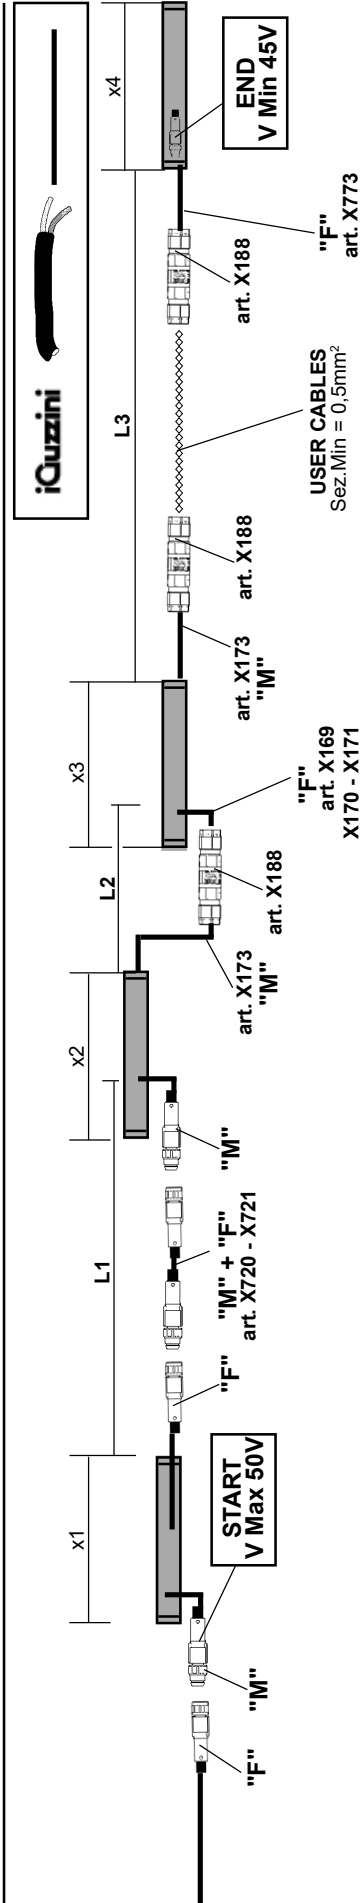 iGuzzini
x1
L1
x2
L2
x3
L3
x4
"F"
"M"
START
V Max 50V
"F"
"M" + "F"
art. X720 - X721
"M"
art. X173
"M"
art. X188
"F"
art. X169
X170 - X171
art. X173
"M"
art. X188
USER CABLES
Sez.Min = 0,5mm²
art. X188
"F"
art. X773
END
V Min 45V